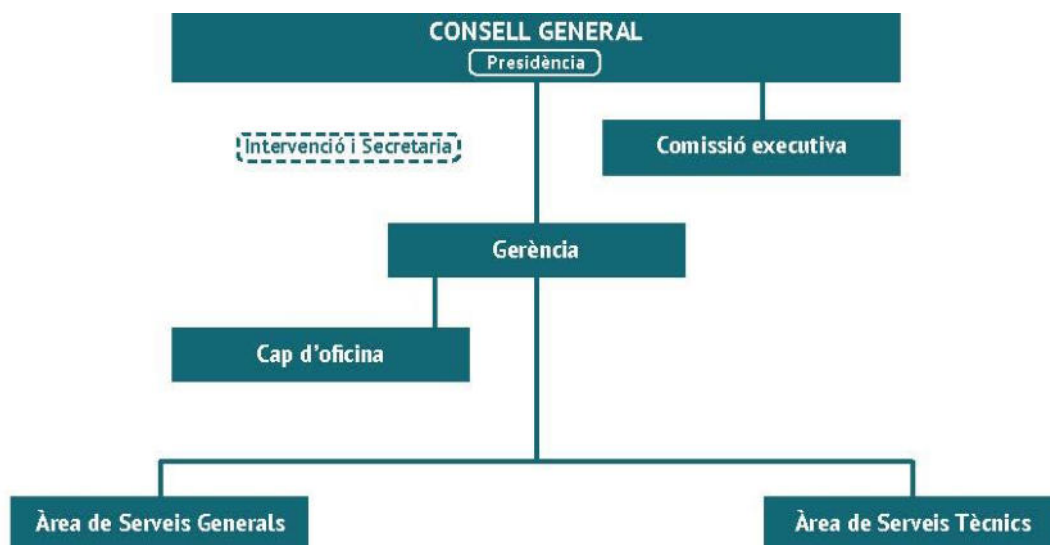 CONSELL GENERAL
Presidència
Intervenció i Secretaria
Comissió executiva
Gerència
Cap d'oficina
Àrea de Serveis Generals
Àrea de Serveis Tècnics